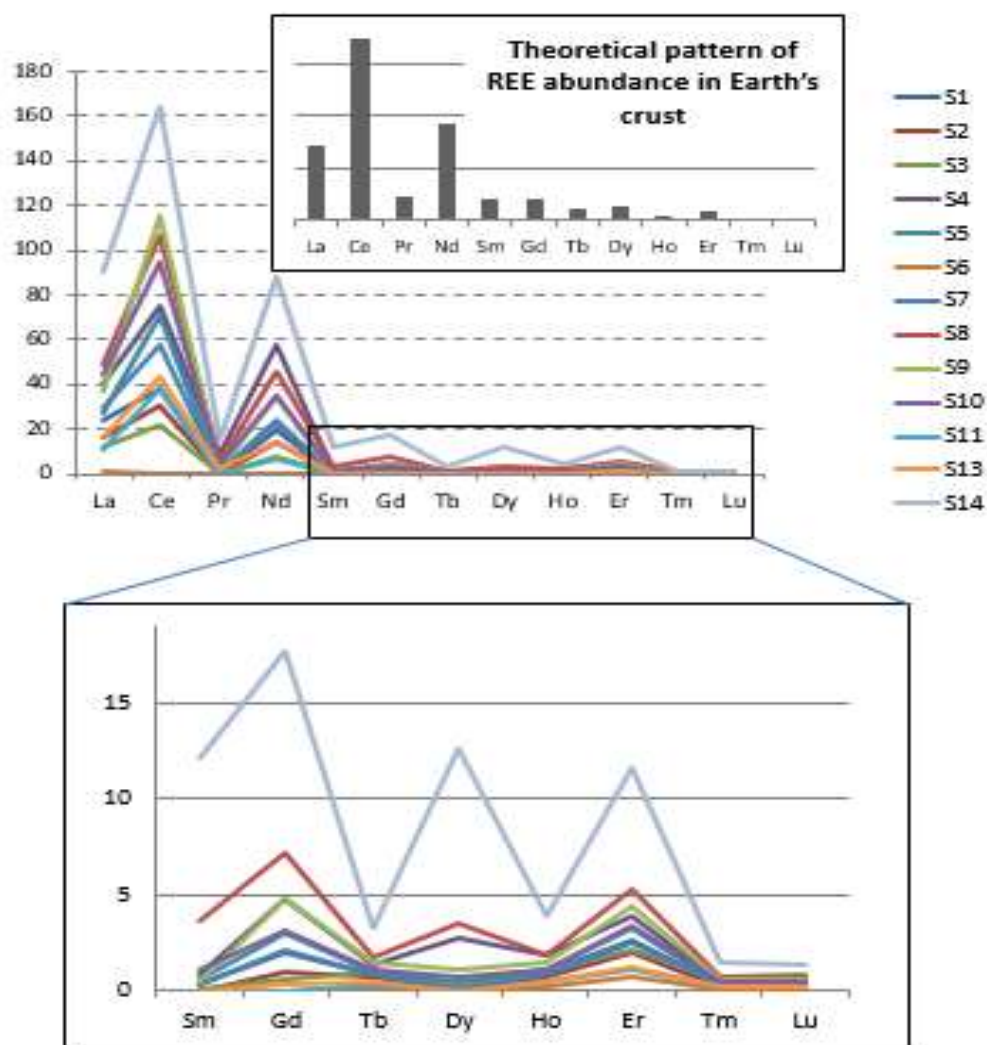 Theoretical pattern of
REE abundance in Earth's
crust
La Ce Pr Nd Sm Gd Tb Dy Ho Er Tm Lu
180
160
140
120
100
80
60
40
20
0
La Ce Pr Nd Sm Gd Tb Dy Ho Er Tm Lu
S1
S2
S3
S4
S5
S6
S7
S8
S9
S10
S11
S13
S14
15
10
5
0
Sm Gd Tb Dy Ho Er Tm Lu